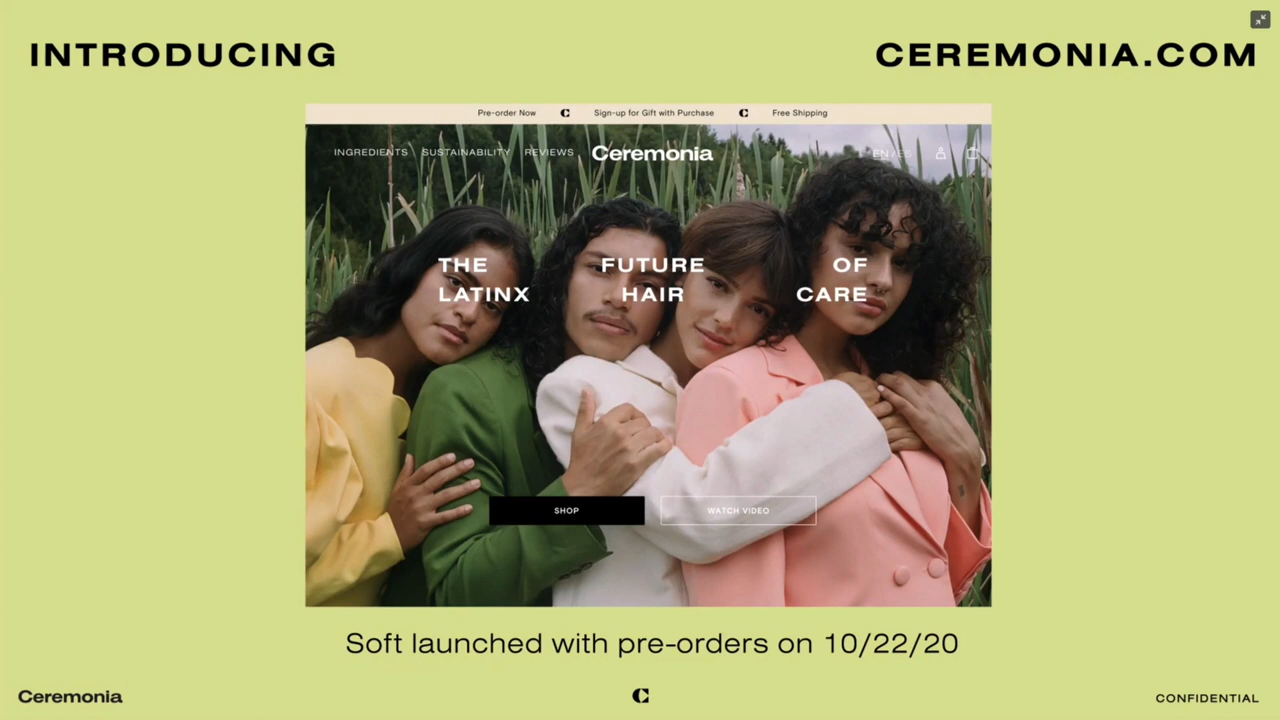 INTRODUCING
CEREMONIA.COM
Pre-order Now C Sign-up for Gift with Purchase C Free Shipping
INGREDIENTS SUSTAINABILITY REVIEWS Ceremonia EN / ES
THE FUTURE OF
LATINX HAIR CARE
SHOP WATCH VIDEO
Soft launched with pre-orders on 10/22/20
Ceremonia C CONFIDENTIAL